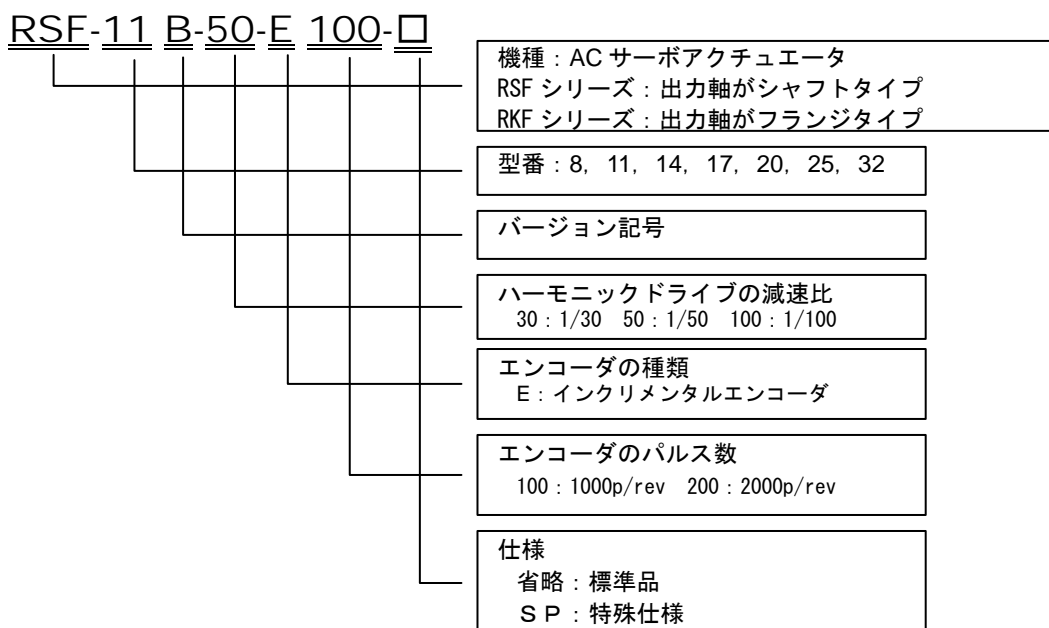 RSF-11 B-50-E 100-□
機種：AC サーボアクチュエータ
RSF シリーズ：出力軸がシャフトタイプ
RKF シリーズ：出力軸がフランジタイプ
型番：8, 11, 14, 17, 20, 25, 32
バージョン記号
ハーモニックドライブの減速比
30：1/30 50：1/50 100：1/100
エンコーダの種類
E：インクリメンタルエンコーダ
エンコーダのパルス数
100：1000p/rev 200：2000p/rev
仕様
省略：標準品
ＳＰ：特殊仕様